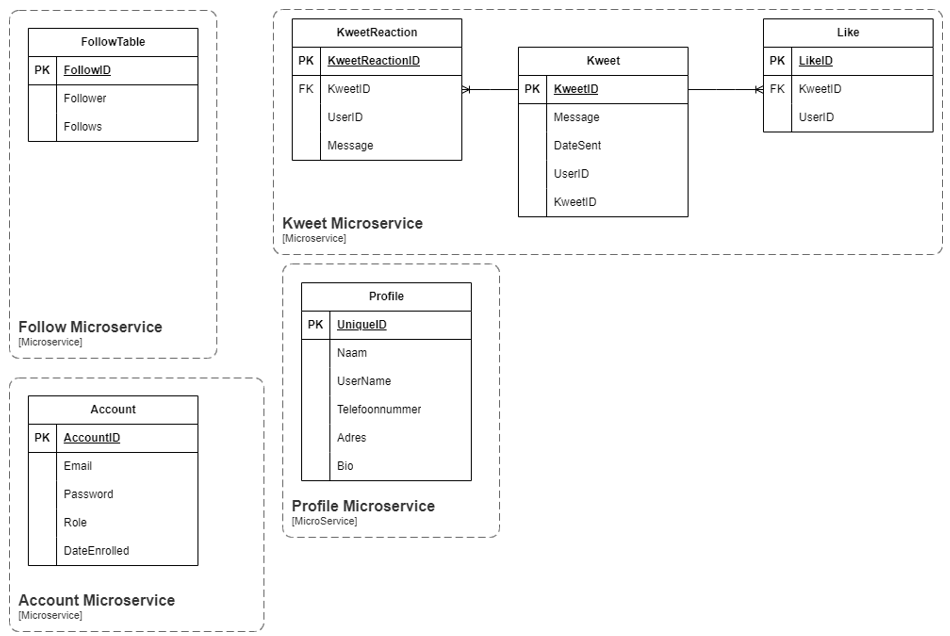 FollowTable
PK FollowID
Follower
Follows
Follow Microservice
[Microservice]
KweetReaction
PK KweetReactionID
FK KweetID
UserID
Message
Kweet
PK KweetID
Message
DateSent
UserID
KweetID
Like
PK LikeID
FK KweetID
UserID
Kweet Microservice
[Microservice]
Profile
PK UniqueID
Naam
UserName
Telefoonnummer
Adres
Bio
Profile Microservice
[MicroService]
Account
PK AccountID
Email
Password
Role
DateEnrolled
Account Microservice
[Microservice]